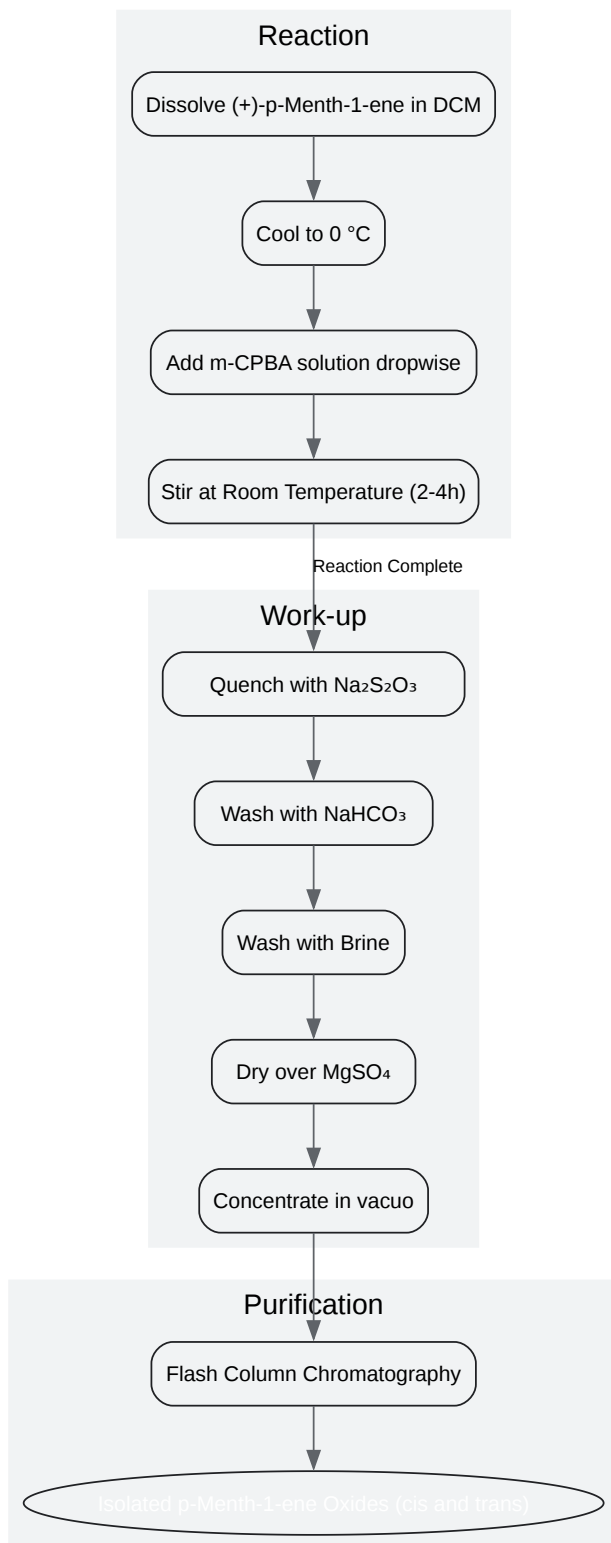 Reaction
Dissolve (+)-p-Menth-1-ene in DCM
Cool to 0 °C
Add m-CPBA solution dropwise
Stir at Room Temperature (2-4h)
Reaction Complete
Work-up
Quench with Na₂S₂O₃
Wash with NaHCO₃
Wash with Brine
Dry over MgSO₄
Concentrate in vacuo
Purification
Flash Column Chromatography
Isolated p-Menth-1-ene Oxides (cis and trans)